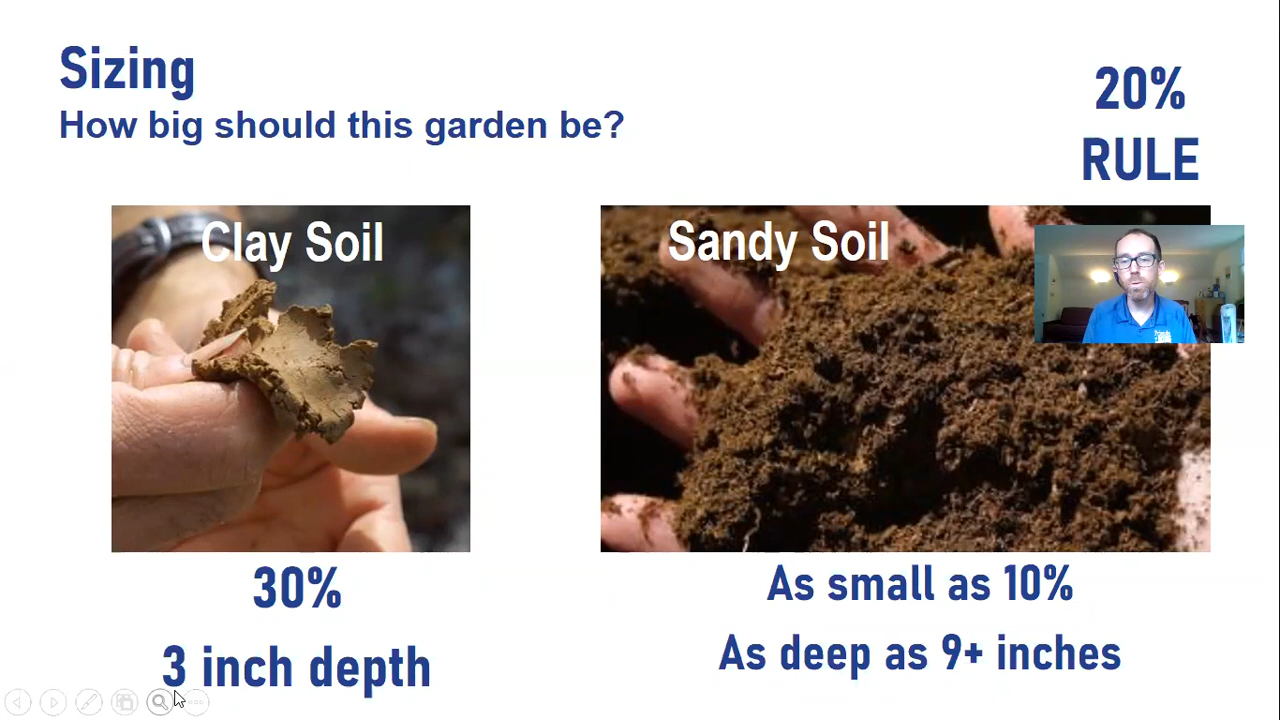 Sizing
How big should this garden be?
20%
RULE
Clay Soil
Sandy Soil
30%
3 inch depth
As small as 10%
As deep as 9+ inches